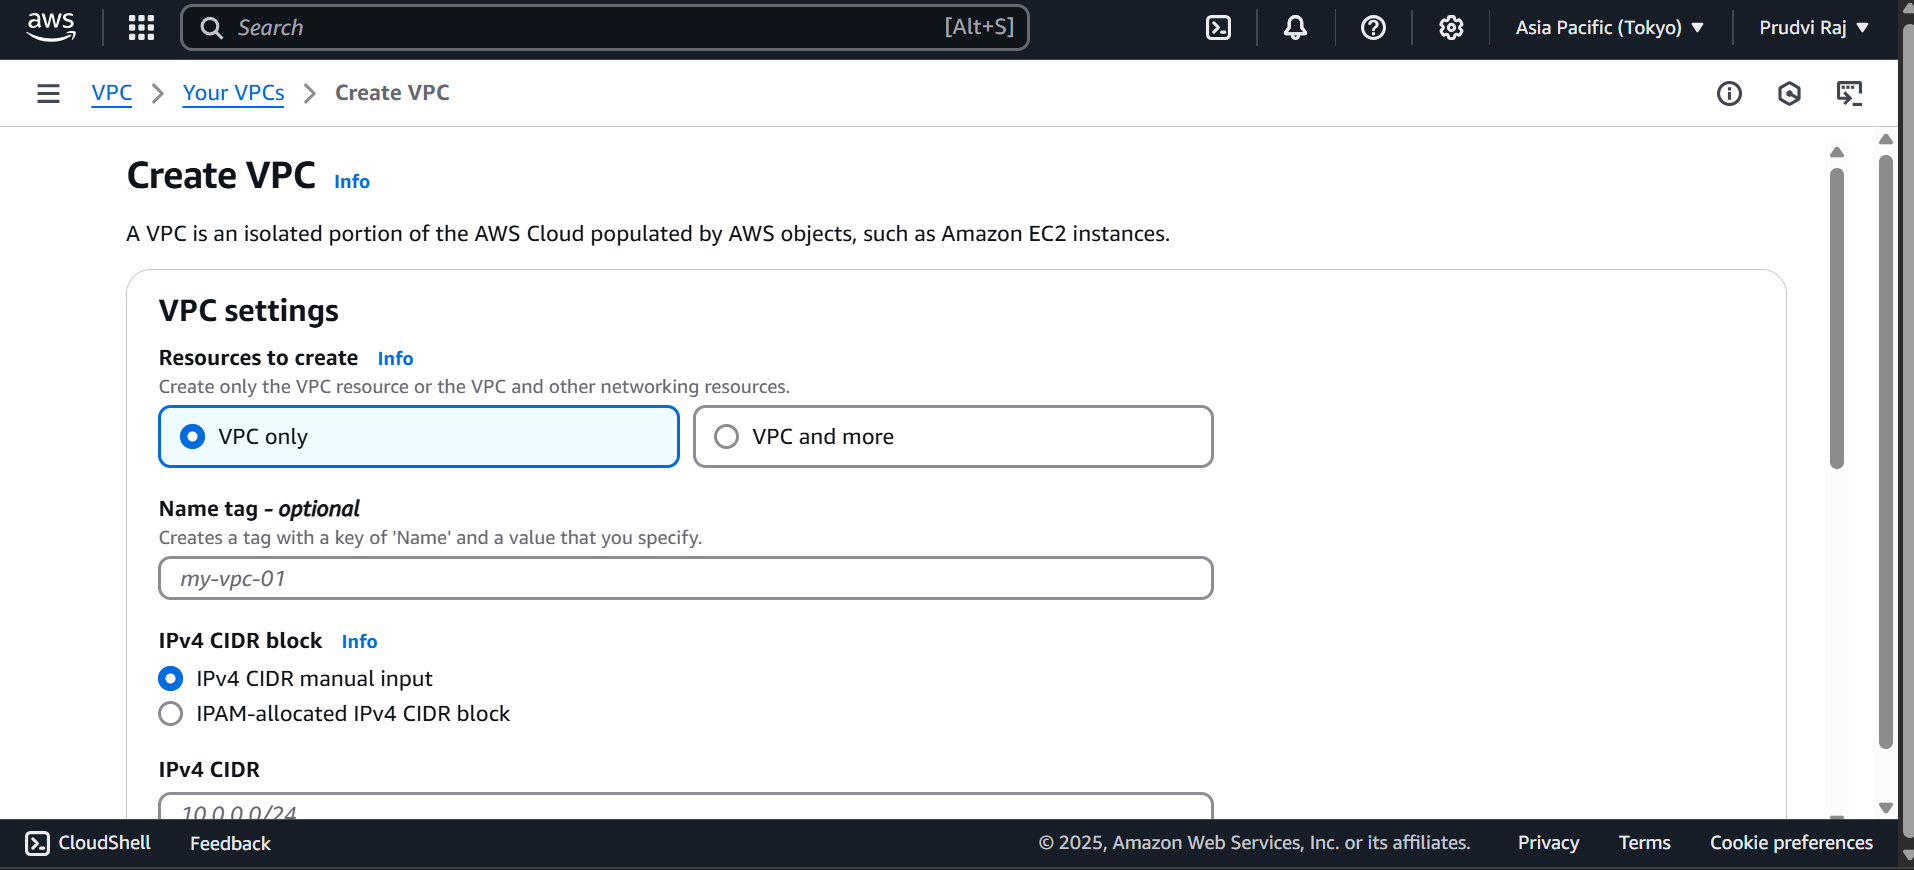 aws
Search [Alt+S]
Asia Pacific (Tokyo)
Prudvi Raj
VPC > Your VPCs > Create VPC
Create VPC Info
A VPC is an isolated portion of the AWS Cloud populated by AWS objects, such as Amazon EC2 instances.
VPC settings
Resources to create Info
Create only the VPC resource or the VPC and other networking resources.
VPC only
VPC and more
Name tag - optional
Creates a tag with a key of 'Name' and a value that you specify.
my-vpc-01
IPv4 CIDR block Info
IPv4 CIDR manual input
IPAM-allocated IPv4 CIDR block
IPv4 CIDR
10.0.0.0/24
CloudShell Feedback © 2025, Amazon Web Services, Inc. or its affiliates. Privacy Terms Cookie preferences